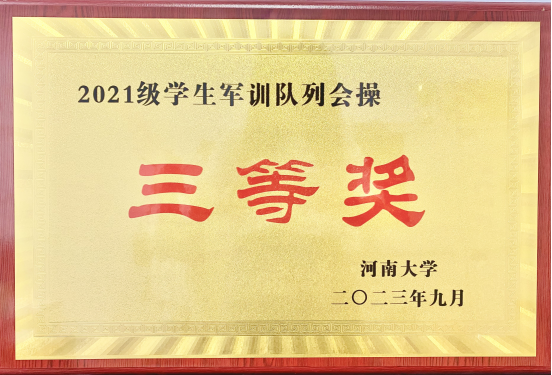 2021级学生军训队列会操
三等奖
河南大学
二〇二三年九月